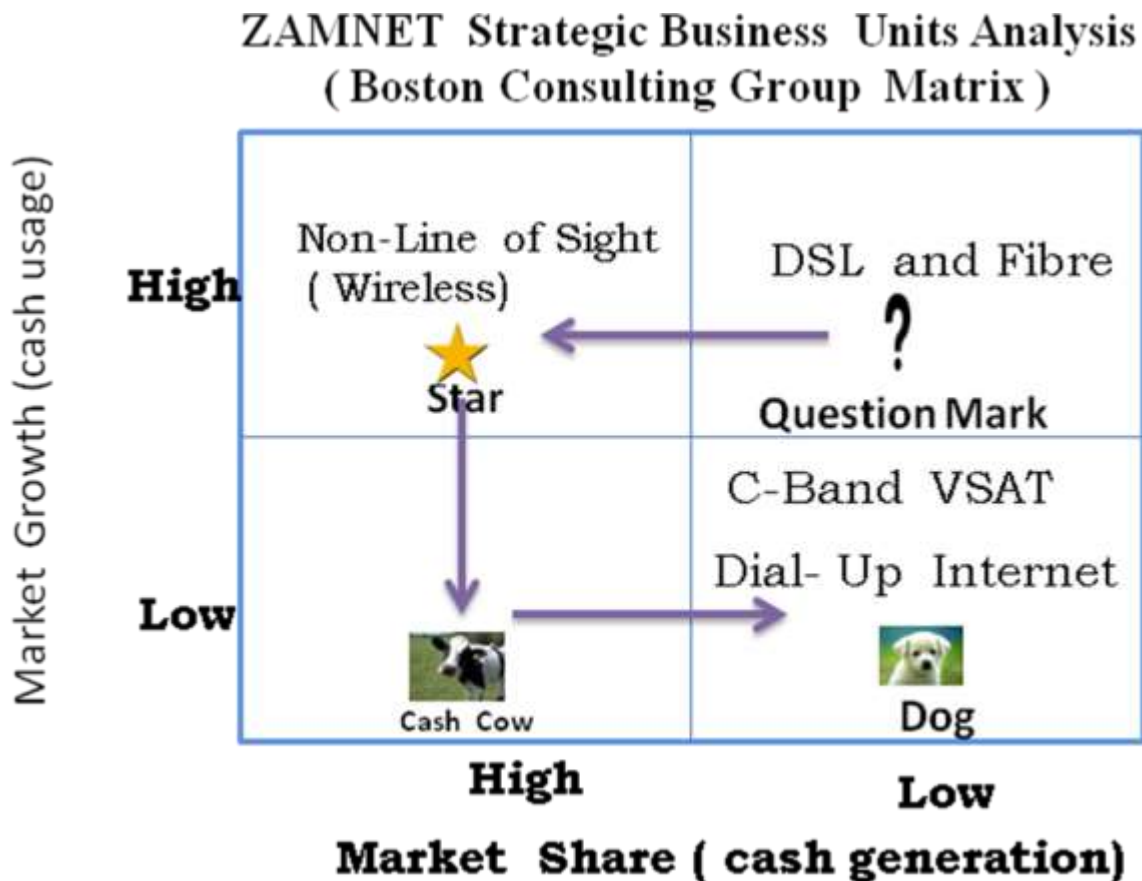 ZAMNET Strategic Business Units Analysis
( Boston Consulting Group Matrix )
Market Growth (cash usage)
High
Non-Line of Sight
( Wireless)
Star
DSL and Fibre
?
Question Mark
Low
Cash Cow
C-Band VSAT
Dial- Up Internet
Dog
High
Low
Market Share ( cash generation)